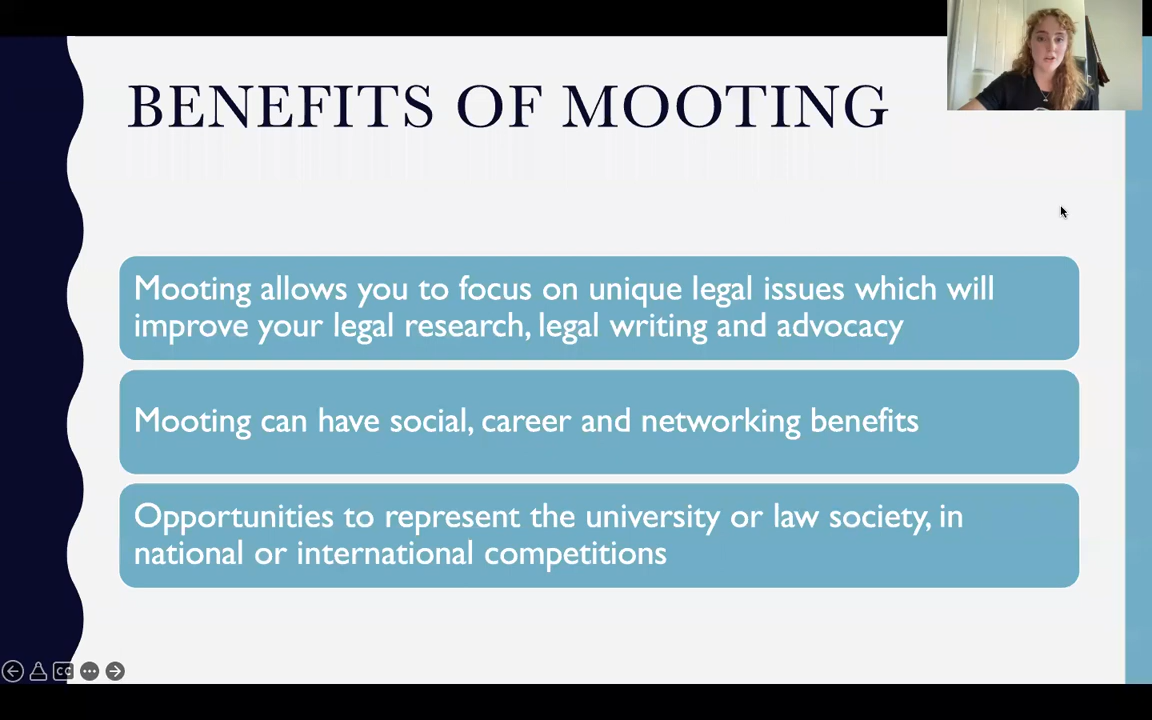 BENEFITS OF MOOTING
Mooting allows you to focus on unique legal issues which will
improve your legal research, legal writing and advocacy
Mooting can have social, career and networking benefits
Opportunities to represent the university or law society, in
national or international competitions
CC